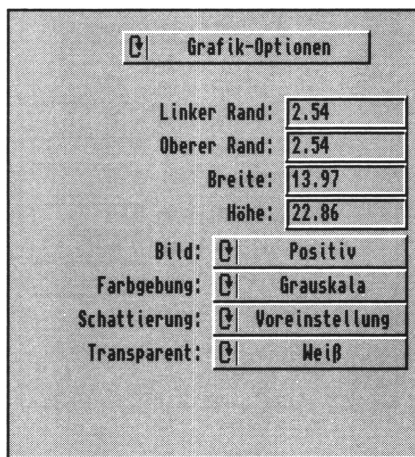 Grafik-Optionen
Linker Rand: 2.54
Oberer Rand: 2.54
Breite: 13.97
Höhe: 22.86
Bild: Positiv
Farbgebung: Grauskala
Schattierung: Voreinstellung
Transparent: Weiß